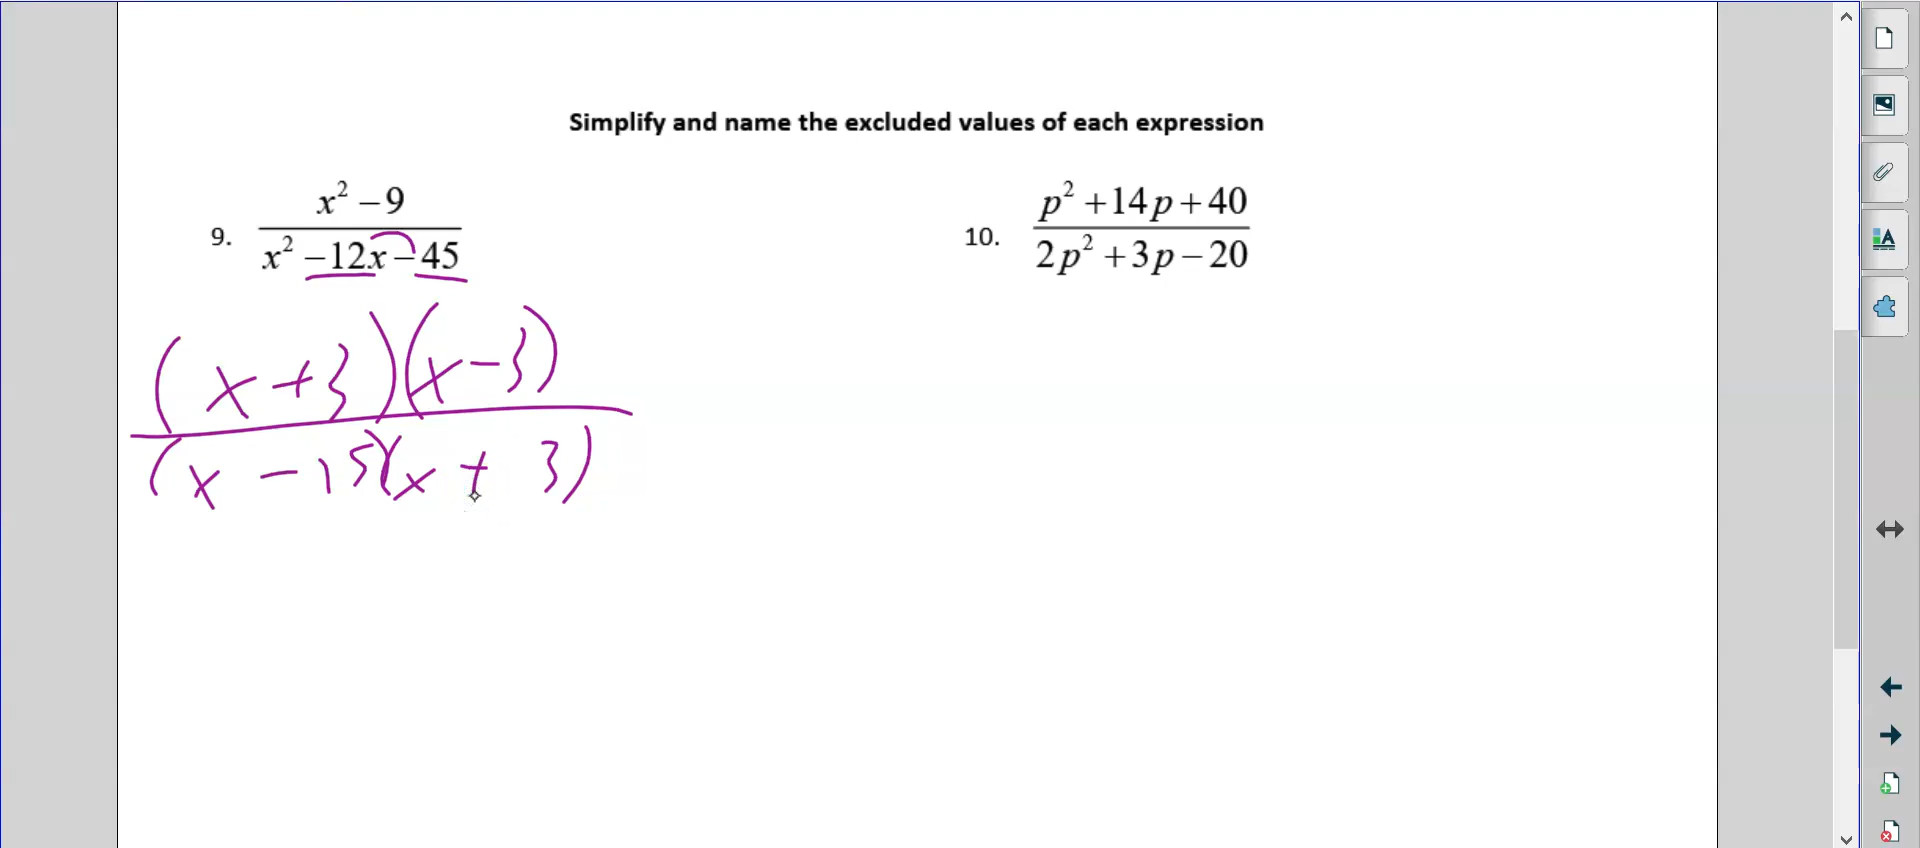 Simplify and name the excluded values of each expression
9. x² − 9
x² − 12x − 45
10. p² + 14p + 40
2p² + 3p − 20
(x + 3)(x − 3)
(x − 15)(x + 3)